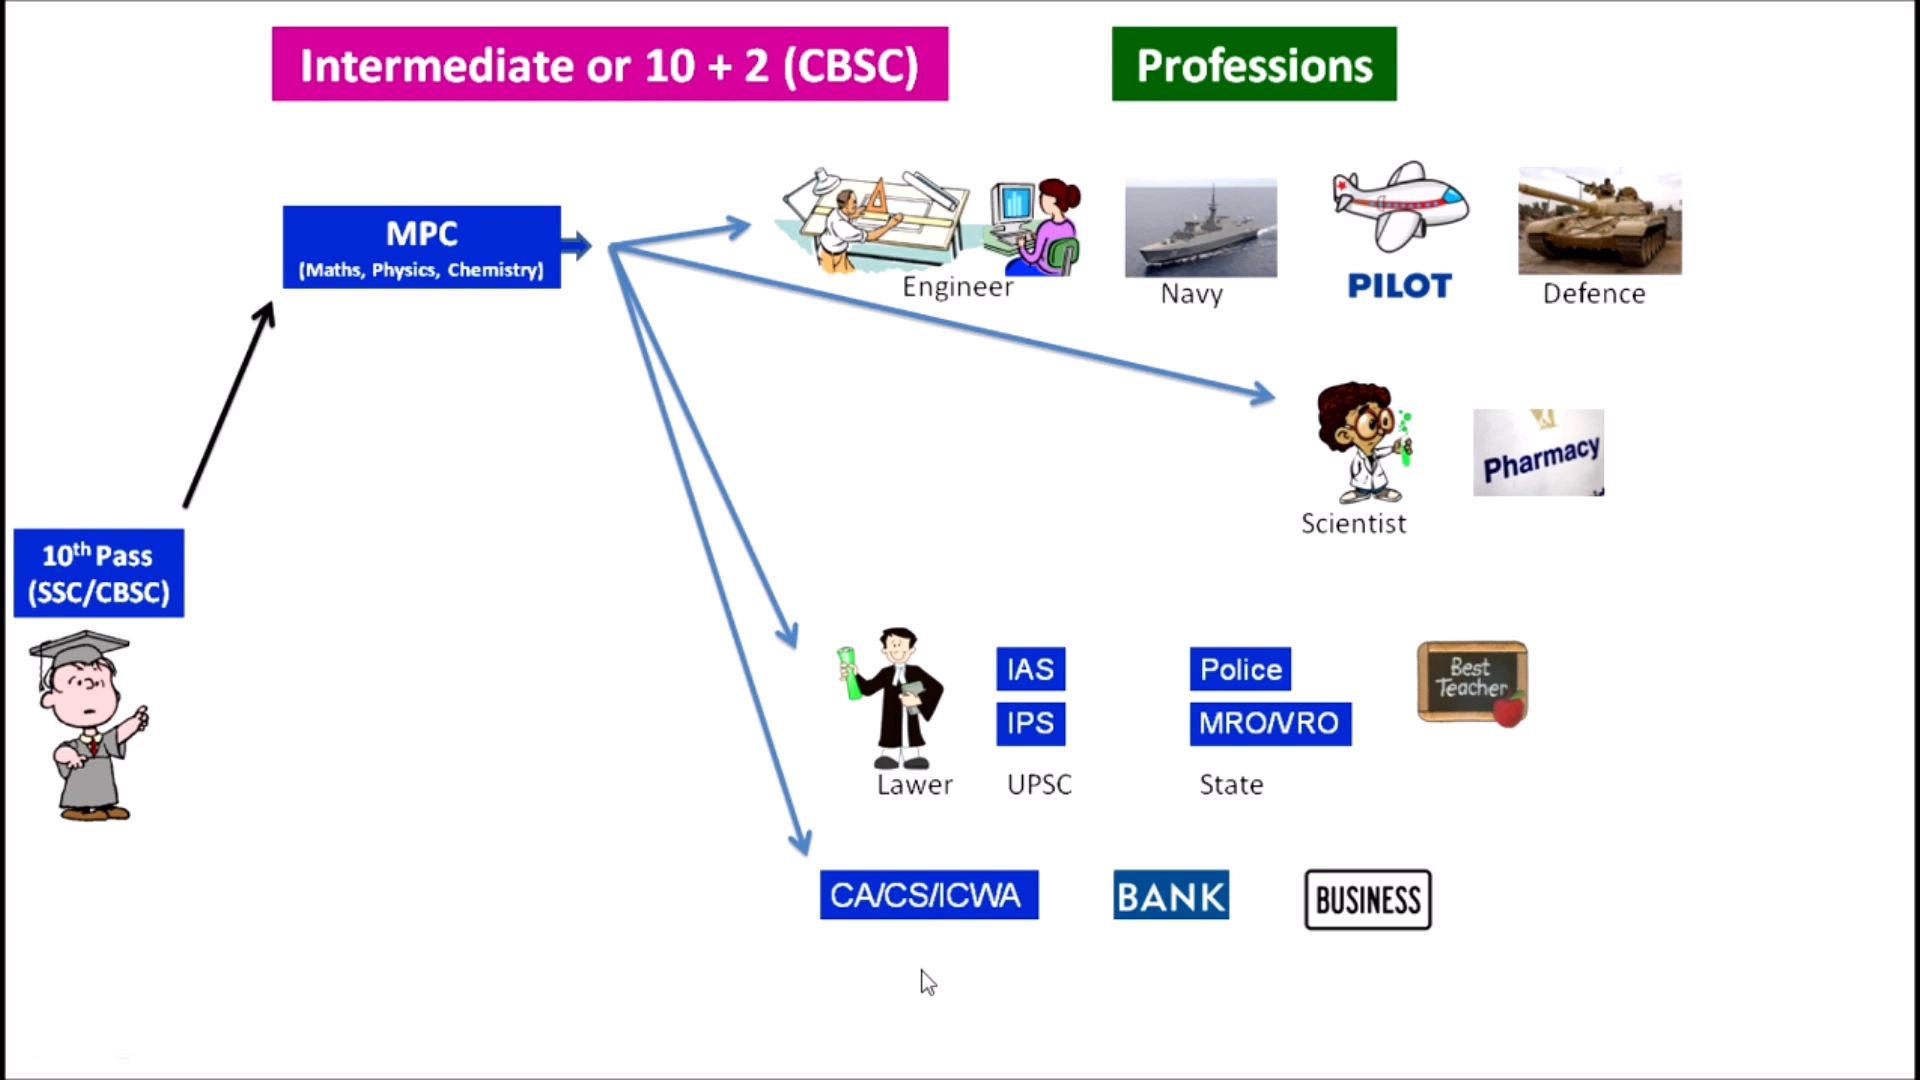 Intermediate or 10 + 2 (CBSC)
Professions
MPC
(Maths, Physics, Chemistry)
Engineer
Navy
PILOT
Defence
Pharmacy
Scientist
10th Pass
(SSC/CBSC)
IAS
IPS
Police
MRO/VRO
Best
Teacher
Lawer
UPSC
State
CA/CS/ICWA
BANK
BUSINESS